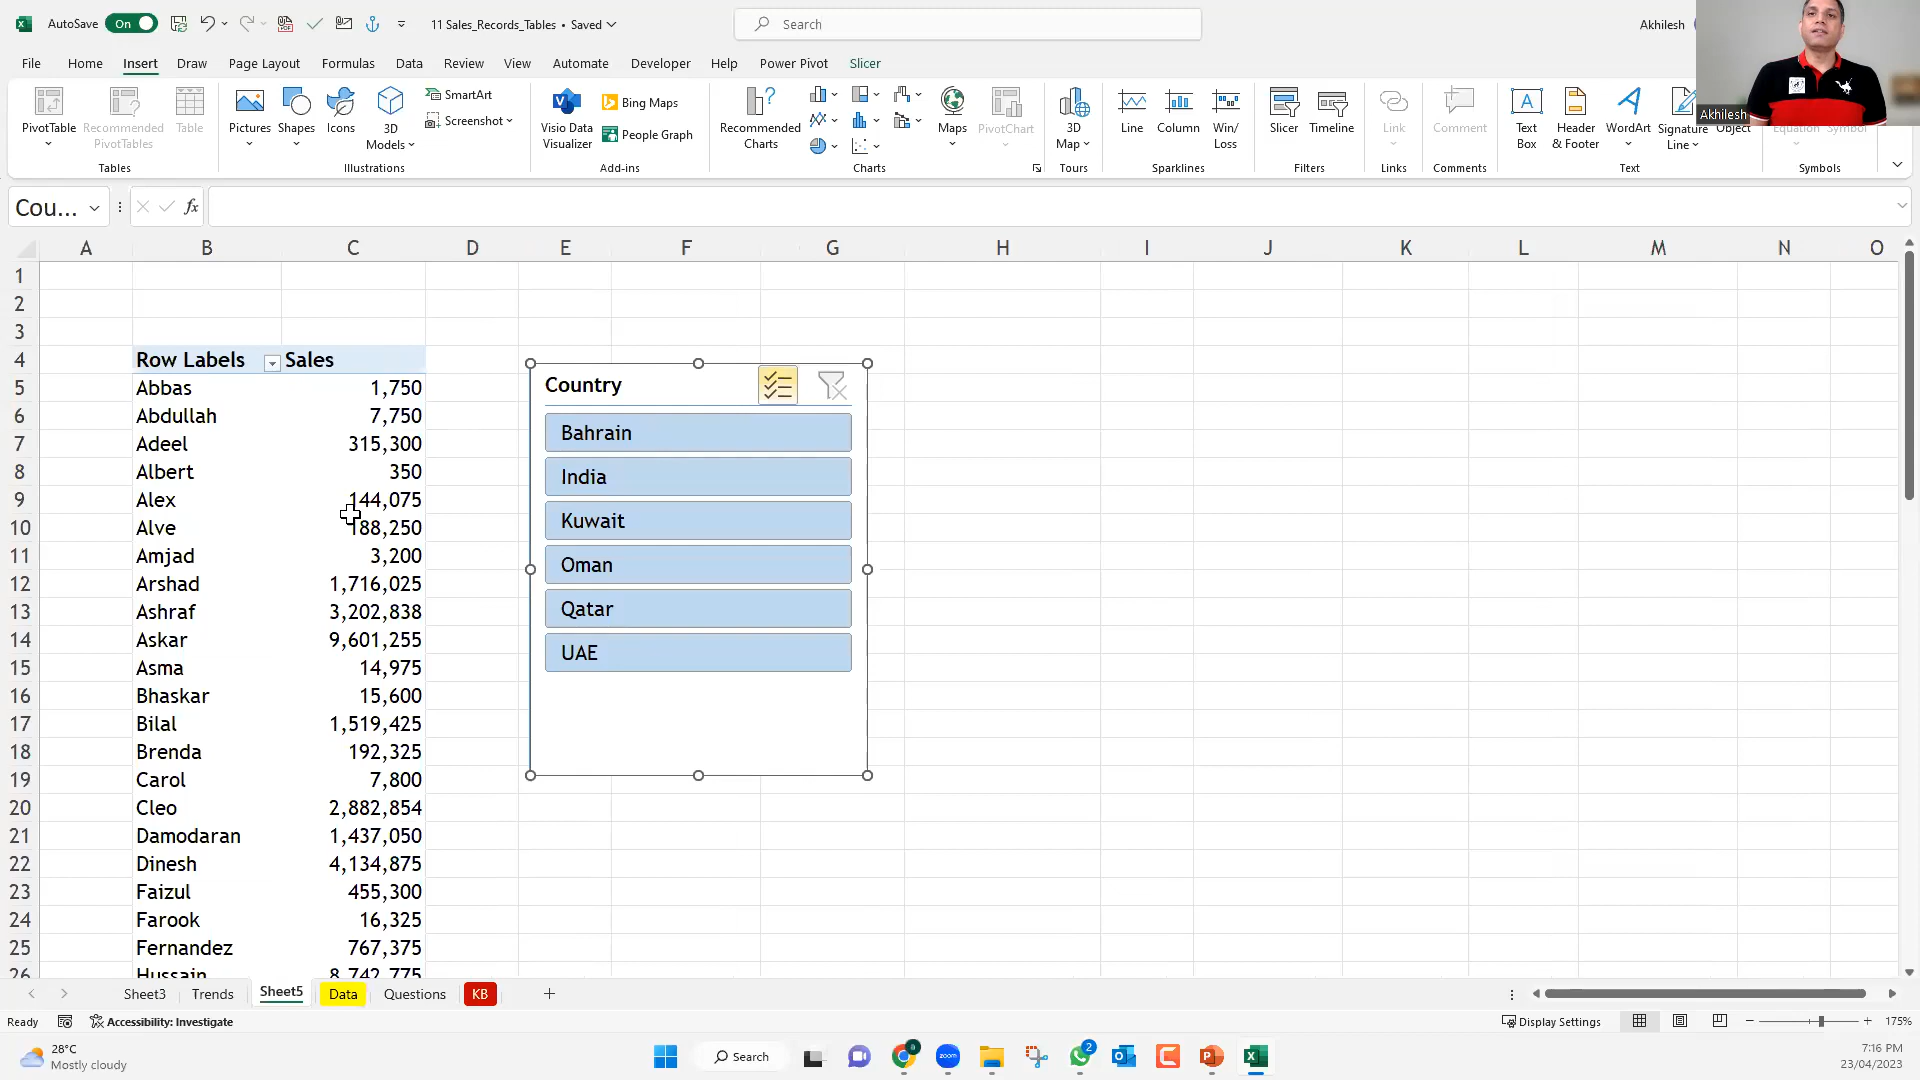 AutoSave On 11 Sales_Records_Tables • Saved Search Akhilesh
File Home Insert Draw Page Layout Formulas Data Review View Automate Developer Help Power Pivot Slicer
PivotTable Recommended PivotTables Table
Tables
Pictures Shapes Icons 3D Models SmartArt Screenshot
Illustrations
Visio Data Visualizer Bing Maps People Graph
Add-ins
Recommended Charts Maps PivotChart
Charts
3D Map
Tours
Line Column Win/Loss
Sparklines
Slicer Timeline
Filters
Link
Links
Comment
Comments
Text Box Header & Footer WordArt Signature Line Object
Text
Equation Symbol
Symbols
Akhilesh
Cou... fx
A B C D E F G H I J K L M N O
1
2
3
4 Row Labels Sales
5 Abbas 1,750
6 Abdullah 7,750
7 Adeel 315,300
8 Albert 350
9 Alex 144,075
10 Alve 188,250
11 Amjad 3,200
12 Arshad 1,716,025
13 Ashraf 3,202,838
14 Askar 9,601,255
15 Asma 14,975
16 Bhaskar 15,600
17 Bilal 1,519,425
18 Brenda 192,325
19 Carol 7,800
20 Cleo 2,882,854
21 Damodaran 1,437,050
22 Dinesh 4,134,875
23 Faizul 455,300
24 Farook 16,325
25 Fernandez 767,375
26 Hussain 8,742,775
Country
Bahrain
India
Kuwait
Oman
Qatar
UAE
Sheet3 Trends Sheet5 Data Questions KB
Ready Accessibility: Investigate Display Settings 175%
28°C
Mostly cloudy
Search
zoom
2
7:16 PM
23/04/2023